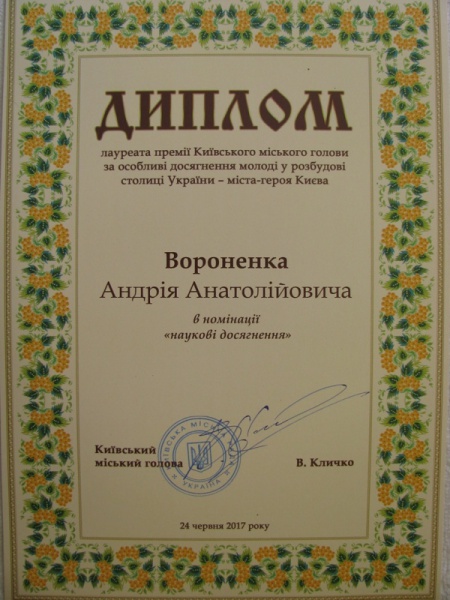 ДИПЛОМ
лауреата премії Київського міського голови
за особливі досягнення молоді у розбудові
столиці України – міста-героя Києва
Вороненка
Андрія Анатолійовича
в номінації
«наукові досягнення»
Київський
міський голова
В. Кличко
24 червня 2017 року